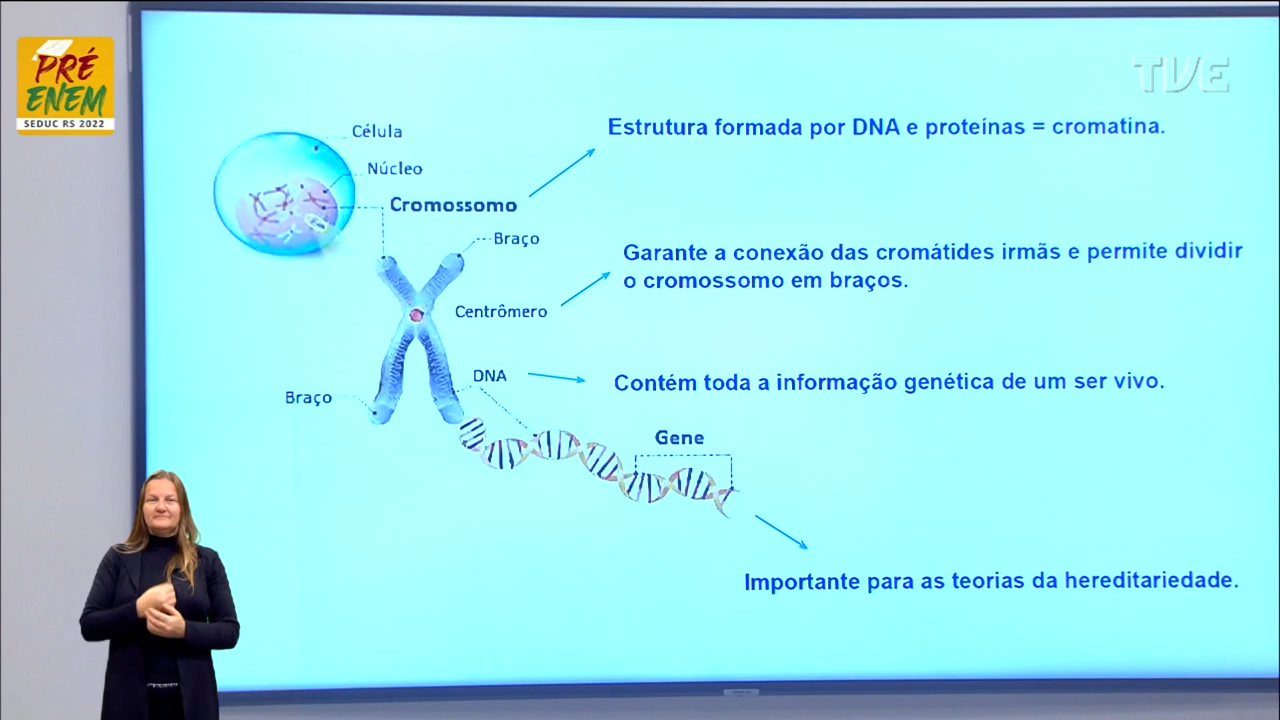 PRÉ
ENEM
SEDUC RS 2022
TVE
Célula
Núcleo
Cromossomo
Estrutura formada por DNA e proteínas = cromatina.
Braço
Garante a conexão das cromátides irmãs e permite dividir
o cromossomo em braços.
Centrômero
DNA
Contém toda a informação genética de um ser vivo.
Braço
Gene
Importante para as teorias da hereditariedade.